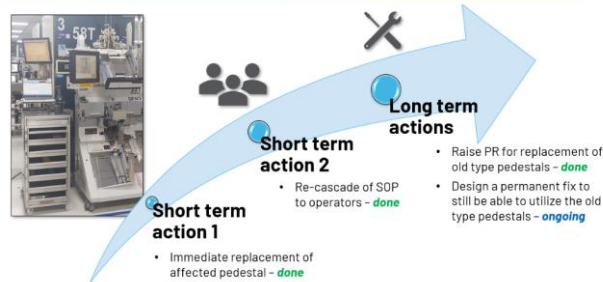 3
58T
Short term
action 1
• Immediate replacement of
affected pedestal – done
Short term
action 2
• Re-cascade of SOP
to operators – done
Long term
actions
• Raise PR for replacement of
old type pedestals – done
• Design a permanent fix to
still be able to utilize the old
type pedestals – ongoing